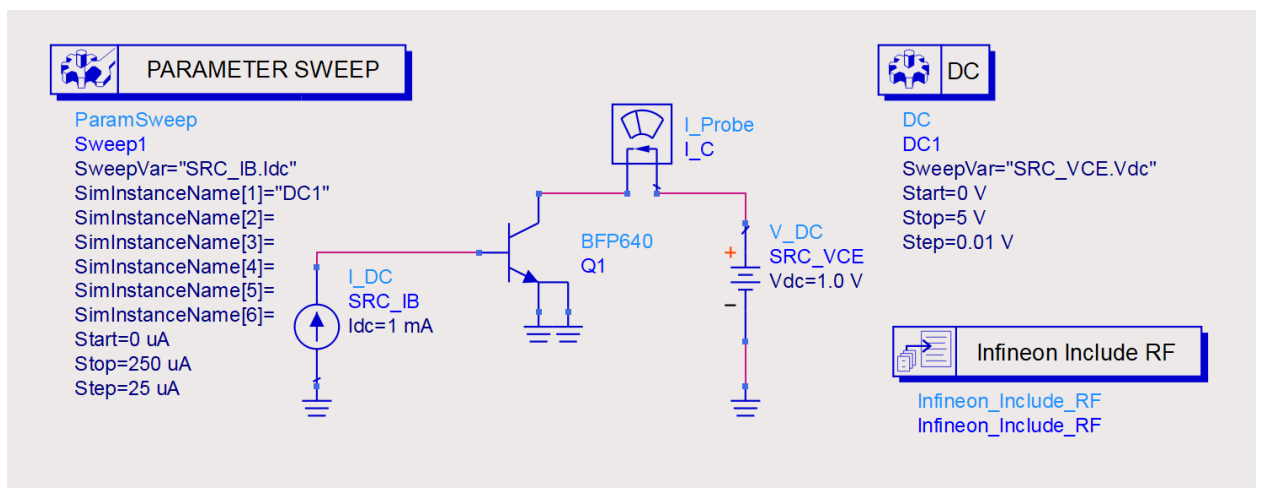 PARAMETER SWEEP
ParamSweep
Sweep1
SweepVar="SRC_IB.Idc"
SimInstanceName[1]="DC1"
SimInstanceName[2]=
SimInstanceName[3]=
SimInstanceName[4]=
SimInstanceName[5]=
SimInstanceName[6]=
Start=0 uA
Stop=250 uA
Step=25 uA
I_DC
SRC_IB
Idc=1 mA
BFP640
Q1
I_Probe
I_C
+
V_DC
SRC_VCE
Vdc=1.0 V
−
DC
DC
DC1
SweepVar="SRC_VCE.Vdc"
Start=0 V
Stop=5 V
Step=0.01 V
Infineon Include RF
Infineon_Include_RF
Infineon_Include_RF